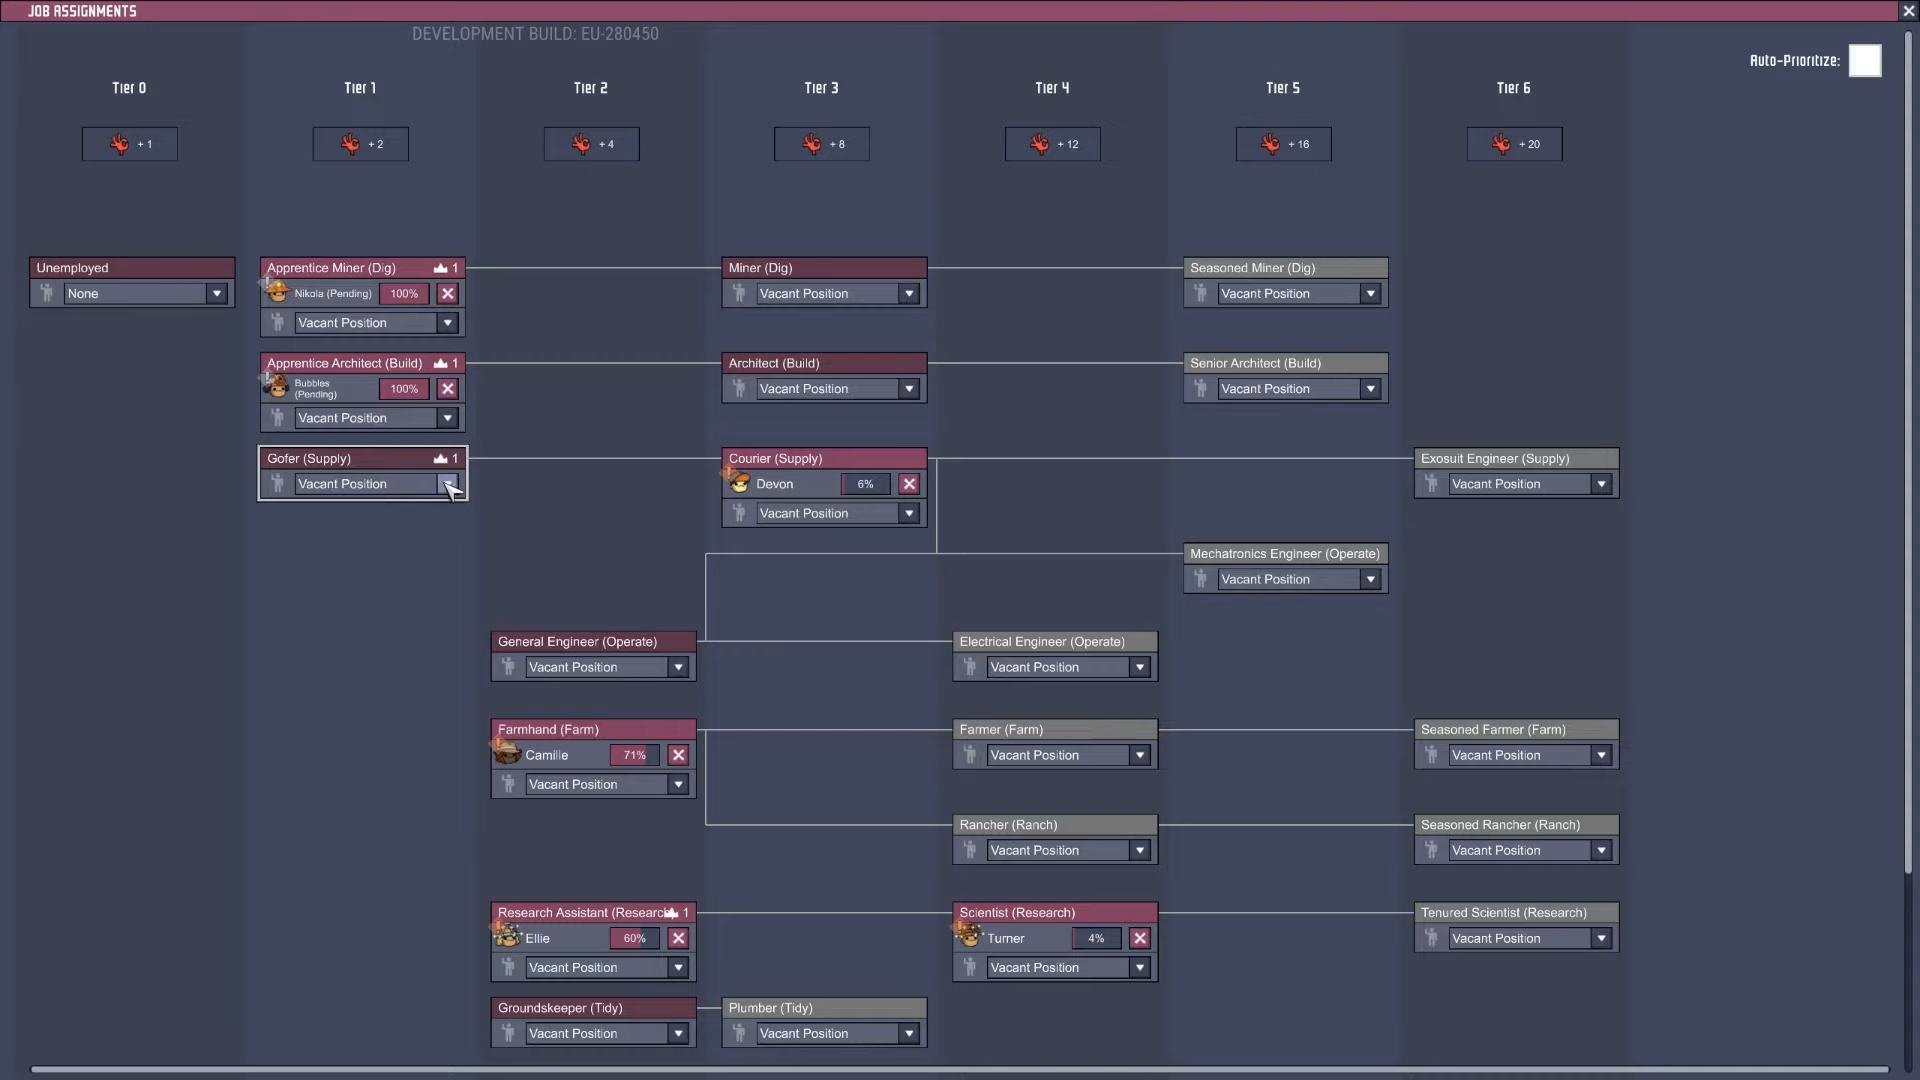 JOB ASSIGNMENTS
DEVELOPMENT BUILD: EU-280450
Auto-Prioritize:
Tier 0
Tier 1
Tier 2
Tier 3
Tier 4
Tier 5
Tier 6
+ 1
+ 2
+ 4
+ 8
+ 12
+ 16
+ 20
Unemployed
None
Apprentice Miner (Dig) 1
Nikola (Pending) 100%
Vacant Position
Miner (Dig)
Vacant Position
Seasoned Miner (Dig)
Vacant Position
Apprentice Architect (Build) 1
Bubbles
(Pending)
100%
Vacant Position
Architect (Build)
Vacant Position
Senior Architect (Build)
Vacant Position
Gofer (Supply) 1
Vacant Position
Courier (Supply)
Devon 6%
Vacant Position
Exosuit Engineer (Supply)
Vacant Position
Mechatronics Engineer (Operate)
Vacant Position
General Engineer (Operate)
Vacant Position
Electrical Engineer (Operate)
Vacant Position
Farmhand (Farm)
Camille 71%
Vacant Position
Farmer (Farm)
Vacant Position
Seasoned Farmer (Farm)
Vacant Position
Rancher (Ranch)
Vacant Position
Seasoned Rancher (Ranch)
Vacant Position
Research Assistant (Research 1
Ellie 60%
Vacant Position
Scientist (Research)
Turner 4%
Vacant Position
Tenured Scientist (Research)
Vacant Position
Groundskeeper (Tidy)
Vacant Position
Plumber (Tidy)
Vacant Position